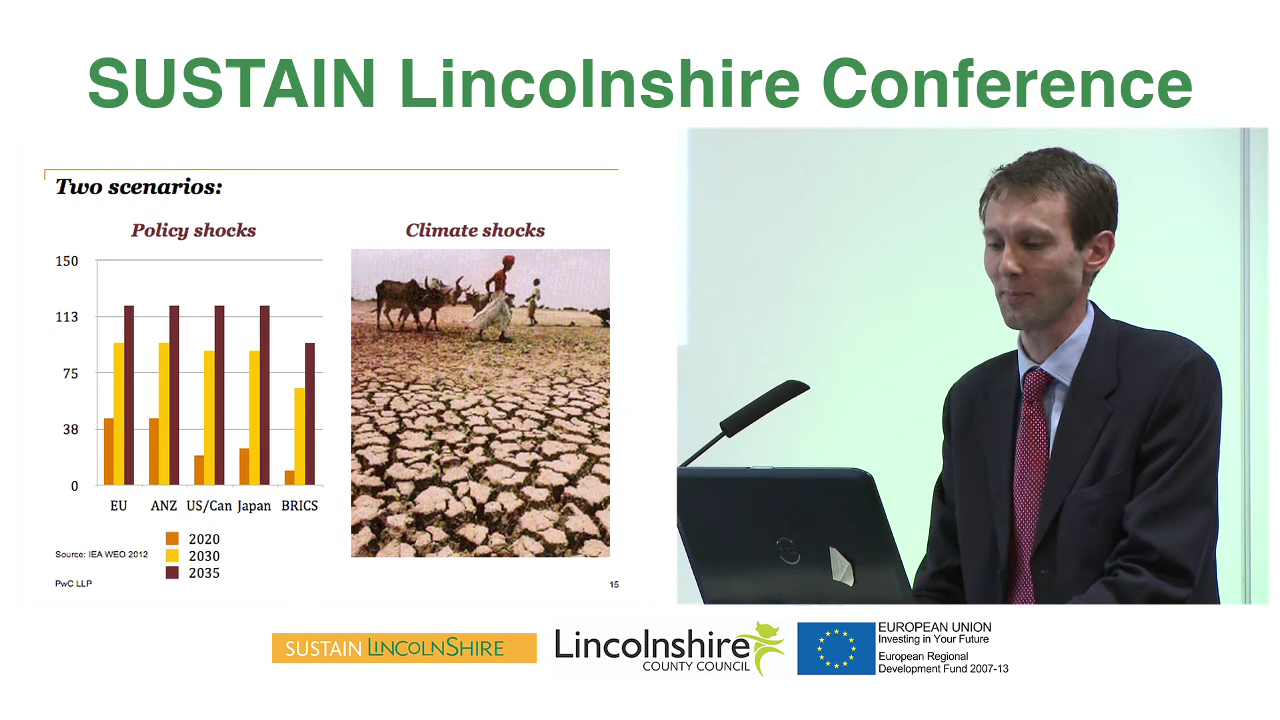 SUSTAIN Lincolnshire Conference
Two scenarios:
Policy shocks
Climate shocks
150
113
75
38
0
EU ANZ US/Can Japan BRICS
2020
2030
2035
Source: IEA WEO 2012
PwC LLP
15
DELL
SUSTAIN LINCOLNSHIRE
Lincolnshire
COUNTY COUNCIL
EUROPEAN UNION
Investing in Your Future
European Regional
Development Fund 2007-13